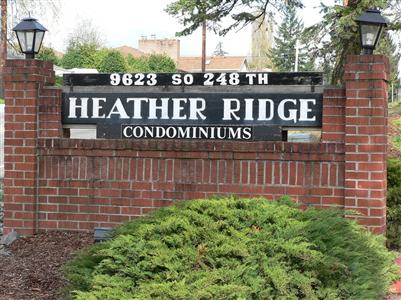 9623 SO 248 TH
HEATHER RIDGE
CONDOMINIUMS